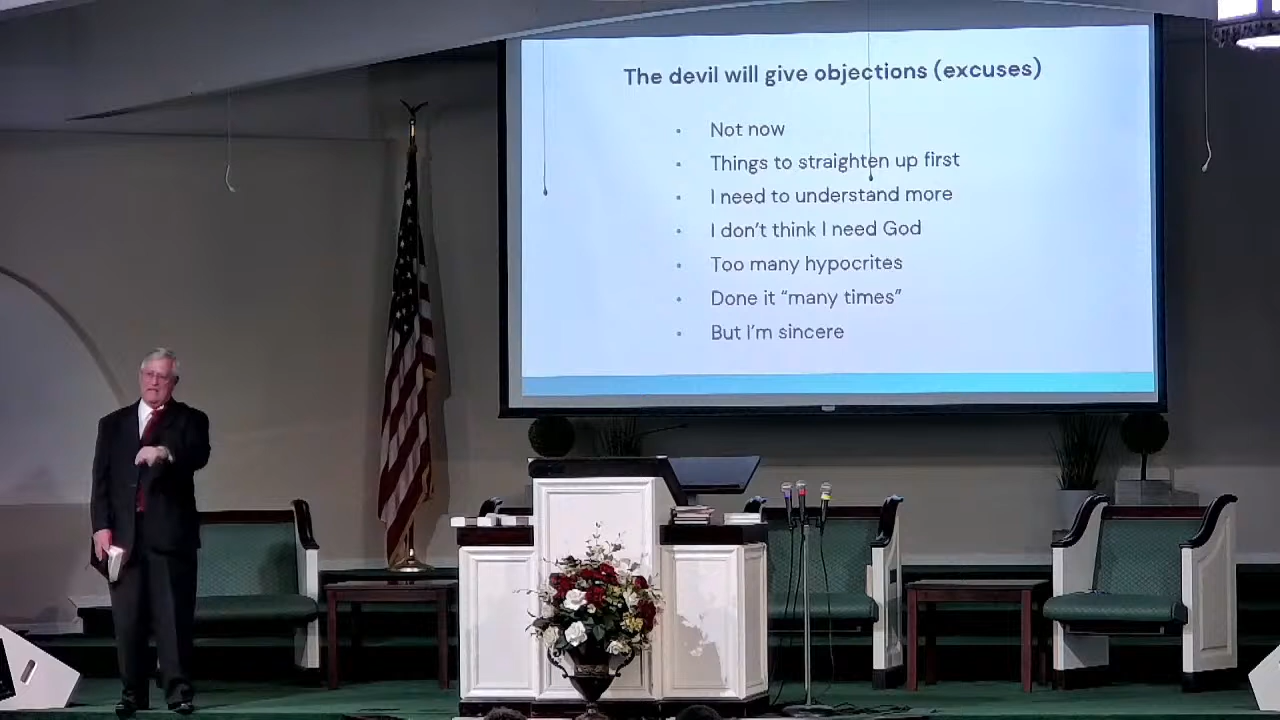 The devil will give objections (excuses)
• Not now
• Things to straighten up first
• I need to understand more
• I don’t think I need God
• Too many hypocrites
• Done it “many times”
• But I’m sincere